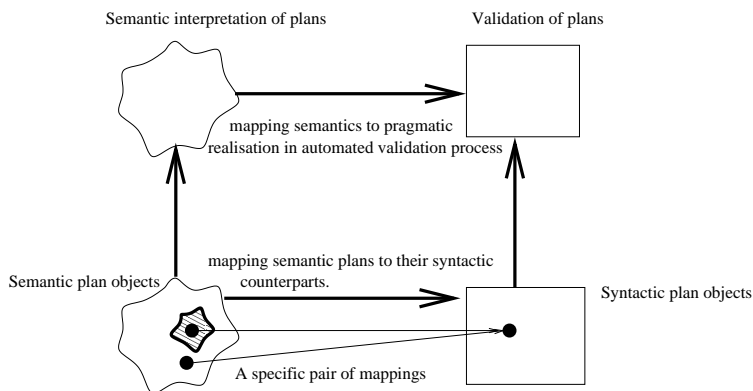 Semantic interpretation of plans
Validation of plans
mapping semantics to pragmatic
realisation in automated validation process
mapping semantic plans to their syntactic
counterparts.
Semantic plan objects
Syntactic plan objects
A specific pair of mappings